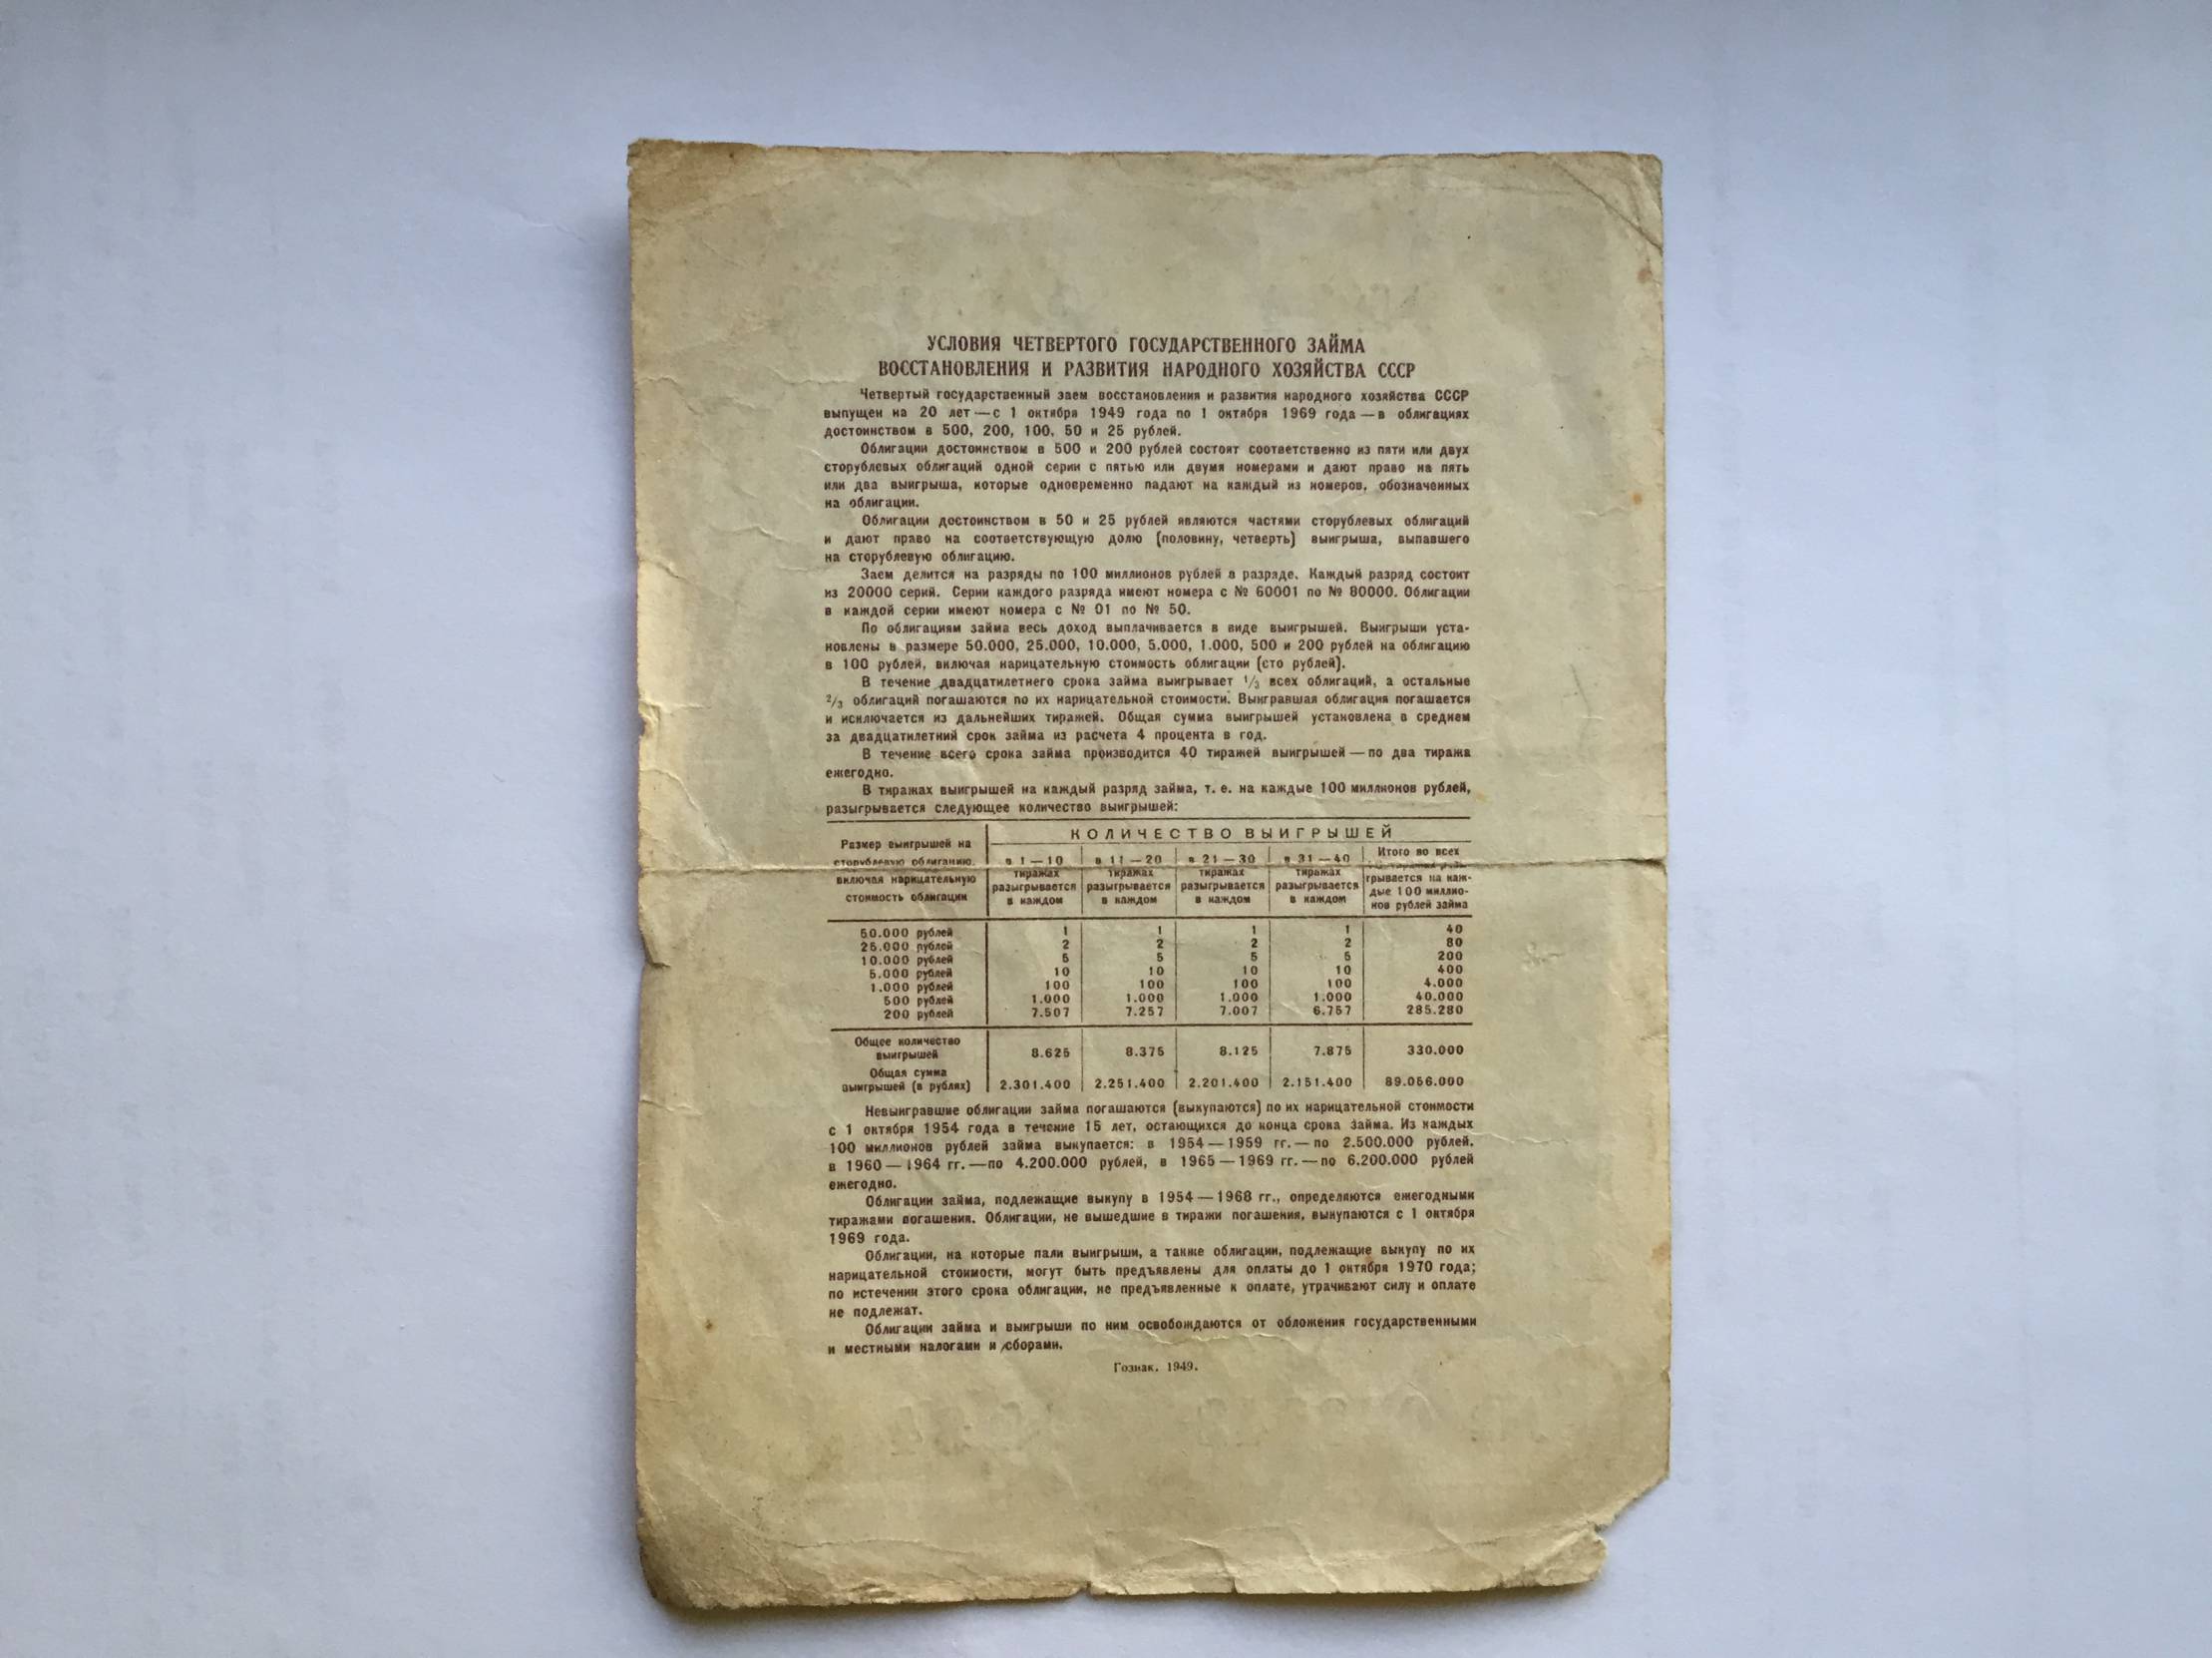 УСЛОВИЯ ЧЕТВЕРТОГО ГОСУДАРСТВЕННОГО ЗАЙМА
ВОССТАНОВЛЕНИЯ И РАЗВИТИЯ НАРОДНОГО ХОЗЯЙСТВА СССР
Четвертый государственный заем восстановления и развития народного хозяйства СССР
выпущен на 20 лет — с 1 октября 1949 года по 1 октября 1969 года — в облигациях
достоинством в 500, 200, 100, 50 и 25 рублей.
Облигации достоинством в 500 и 200 рублей состоят соответственно из пяти или двух
сторублевых облигаций одной серии с пятью или двумя номерами и дают право на пять
или два выигрыша, которые одновременно падают на каждый из номеров, обозначенных
на облигации.
Облигации достоинством в 50 и 25 рублей являются частями сторублевых облигаций
и дают право на соответствующую долю (половину, четверть) выигрыша, выпавшего
на сторублевую облигацию.
Заем делится на разряды по 100 миллионов рублей в разряде. Каждый разряд состоит
из 20000 серий. Серии каждого разряда имеют номера с № 60001 по № 80000. Облигации
в каждой серии имеют номера с № 01 по № 50.
По облигациям займа весь доход выплачивается в виде выигрышей. Выигрыши уста-
новлены в размере 50.000, 25.000, 10.000, 5.000, 1.000, 500 и 200 рублей на облигацию
в 100 рублей, включая нарицательную стоимость облигации (сто рублей).
В течение двадцатилетнего срока займа выигрывает 1/3 всех облигаций, а остальные
2/3 облигаций погашаются по их нарицательной стоимости. Выигравшая облигация погашается
и исключается из дальнейших тиражей. Общая сумма выигрышей установлена в среднем
за двадцатилетний срок займа из расчета 4 процента в год.
В течение всего срока займа производится 40 тиражей выигрышей — по два тиража
ежегодно.
В тиражах выигрышей на каждый разряд займа, т. е. на каждые 100 миллионов рублей,
разыгрывается следующее количество выигрышей:
Размер выигрышей на сторублевую облигацию, включая нарицательную стоимость облигации
КОЛИЧЕСТВО ВЫИГРЫШЕЙ
в 1—10 тиражах разыгрывается в каждом
в 11—20 тиражах разыгрывается в каждом
в 21—30 тиражах разыгрывается в каждом
в 31—40 тиражах разыгрывается в каждом
Итого во всех
грывается на каж-
дые 100 миллио-
нов рублей займа
50.000 рублей 1 1 1 1 40
25.000 рублей 2 2 2 2 80
10.000 рублей 5 5 5 5 200
5.000 рублей 10 10 10 10 400
1.000 рублей 100 100 100 100 4.000
500 рублей 1.000 1.000 1.000 1.000 40.000
200 рублей 7.507 7.257 7.007 6.757 285.280
Общее количество
выигрышей 8.625 8.375 8.125 7.875 330.000
Общая сумма
выигрышей (в рублях) 2.301.400 2.251.400 2.201.400 2.151.400 89.056.000
Невыигравшие облигации займа погашаются (выкупаются) по их нарицательной стоимости
с 1 октября 1954 года в течение 15 лет, остающихся до конца срока займа. Из каждых
100 миллионов рублей займа выкупается: в 1954—1959 гг.—по 2.500.000 рублей,
в 1960—1964 гг.—по 4.200.000 рублей, в 1965—1969 гг.—по 6.200.000 рублей
ежегодно.
Облигации займа, подлежащие выкупу в 1954—1968 гг., определяются ежегодными
тиражами погашения. Облигации, не вышедшие в тиражи погашения, выкупаются с 1 октября
1969 года.
Облигации, на которые пали выигрыши, а также облигации, подлежащие выкупу по их
нарицательной стоимости, могут быть предъявлены для оплаты до 1 октября 1970 года;
по истечении этого срока облигации, не предъявленные к оплате, утрачивают силу и оплате
не подлежат.
Облигации займа и выигрыши по ним освобождаются от обложения государственными
и местными налогами и сборами.
Гознак. 1949.